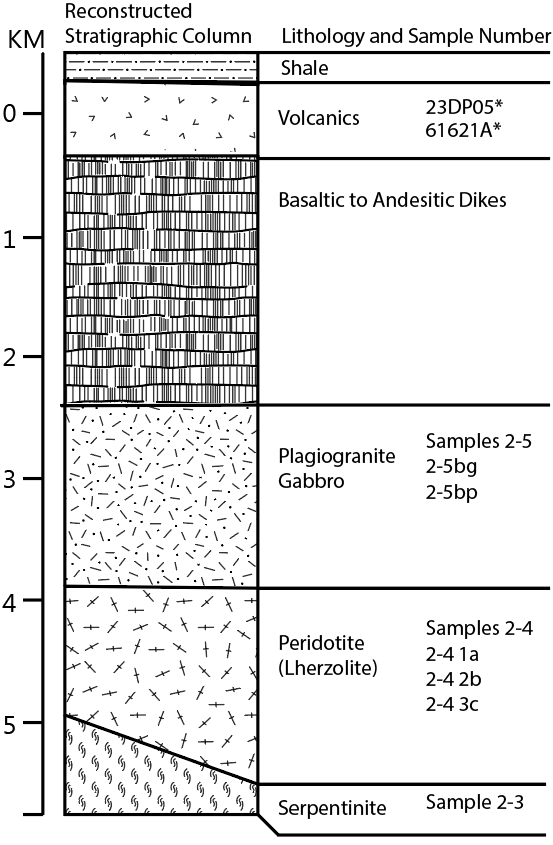 Reconstructed
Stratigraphic Column
KM
Lithology and Sample Number
Shale
0
Volcanics
23DP05*
61621A*
Basaltic to Andesitic Dikes
1
2
3
Plagiogranite
Gabbro
Samples 2-5
2-5bg
2-5bp
4
Peridotite
(Lherzolite)
Samples 2-4
2-4 1a
2-4 2b
2-4 3c
5
Serpentinite
Sample 2-3